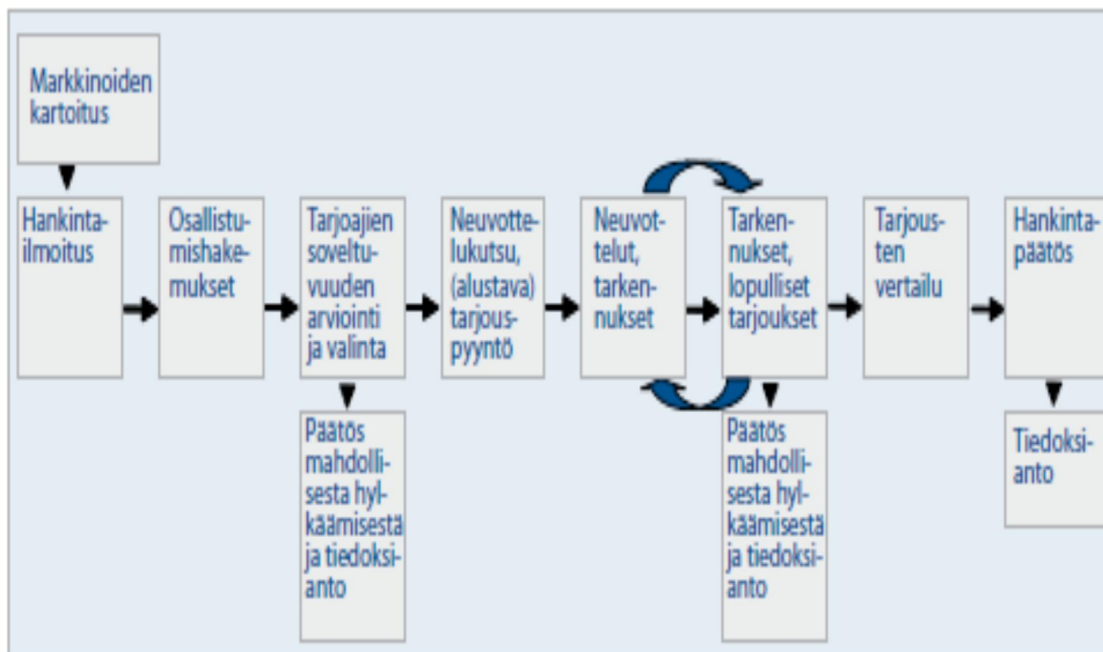 Markkinoiden
kartoitus
Hankinta-
ilmoitus
Osallistu-
mishake-
mukset
Tarjoajien
soveltu-
vuuden
arviointi
ja valinta
Neuvotte-
lukutsu,
(alustava)
tarjous-
pyyntö
Neuvot-
telut,
tarken-
nukset
Tarken-
nukset,
lopulliset
tarjoukset
Tarjous-
ten
vertailu
Hankinta-
päätös
Päätös
mahdolli-
sesta hyl-
käämisestä
ja tiedoksi-
anto
Päätös
mahdolli-
sesta hyl-
käämisestä
ja tiedoksi-
anto
Tiedoksi-
anto